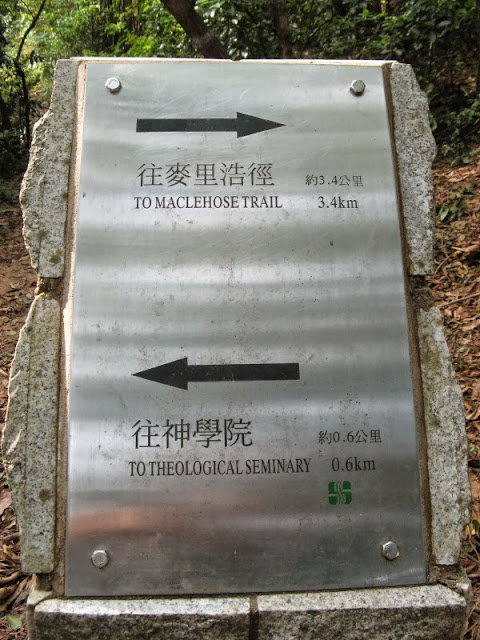 往麥里浩徑 約3.4公里
TO MACLEHOSE TRAIL 3.4km
往神學院 約0.6公里
TO THEOLOGICAL SEMINARY 0.6km